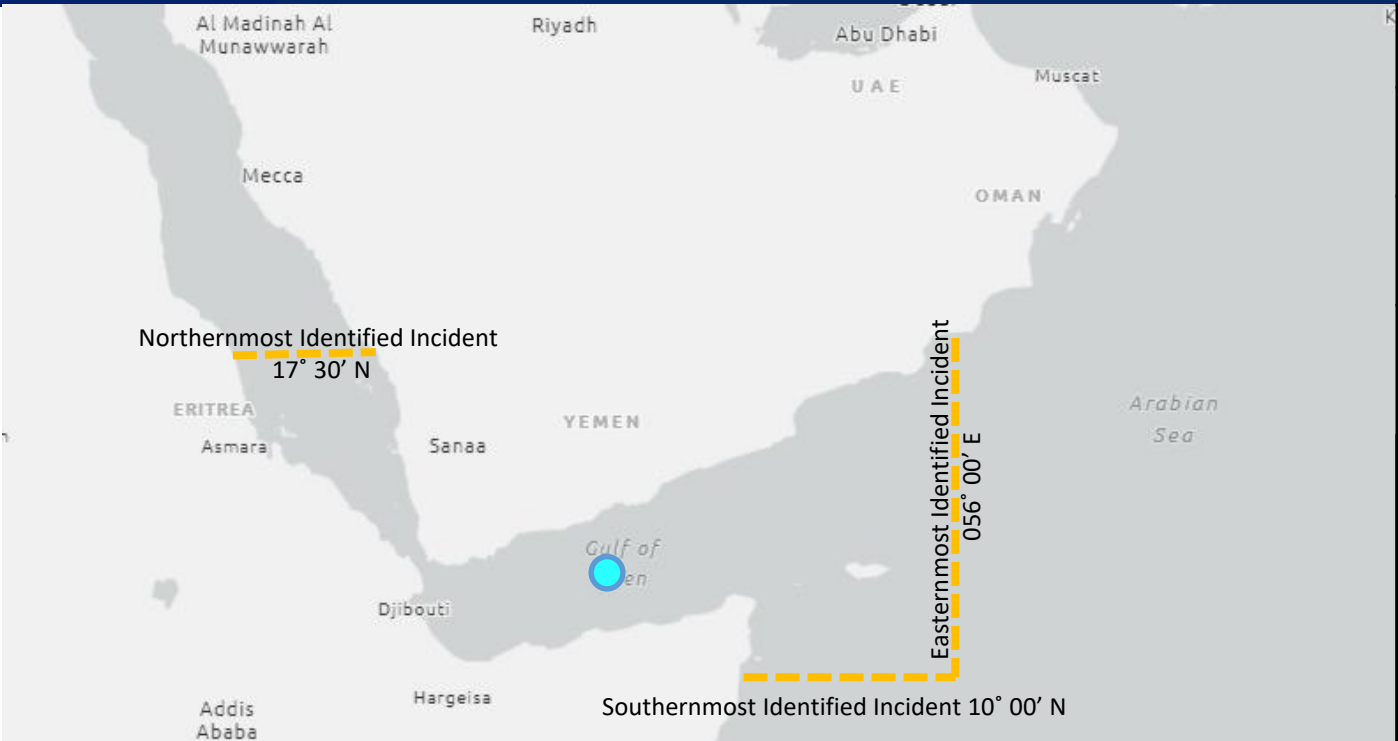 Al Madinah Al
Munawwarah
Riyadh
Abu Dhabi
UAE
Muscat
Mecca
OMAN
Northernmost Identified Incident
17˚ 30’ N
ERITREA
Asmara
Sanaa
YEMEN
Easternmost Identified Incident
056˚ 00’ E
Arabian
Sea
Gulf of
en
Djibouti
Hargeisa
Addis
Ababa
Southernmost Identified Incident 10˚ 00’ N